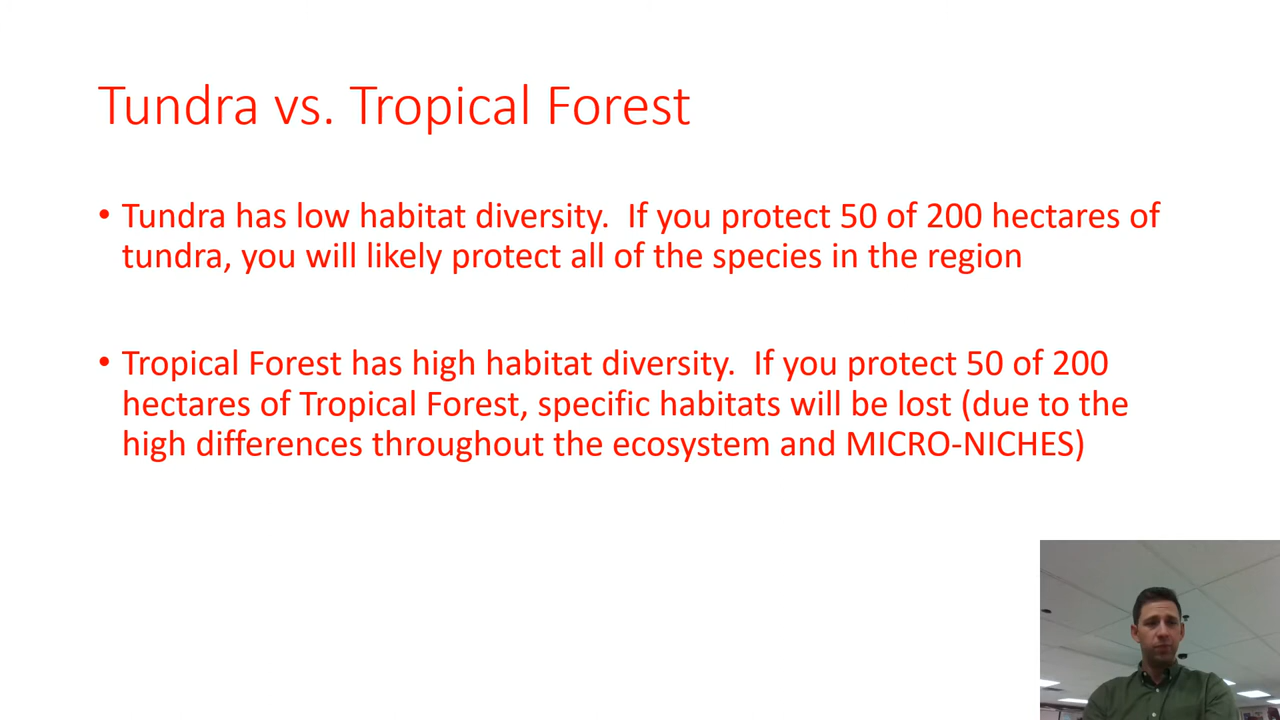 Tundra vs. Tropical Forest
• Tundra has low habitat diversity.  If you protect 50 of 200 hectares of
tundra, you will likely protect all of the species in the region
• Tropical Forest has high habitat diversity.  If you protect 50 of 200
hectares of Tropical Forest, specific habitats will be lost (due to the
high differences throughout the ecosystem and MICRO-NICHES)